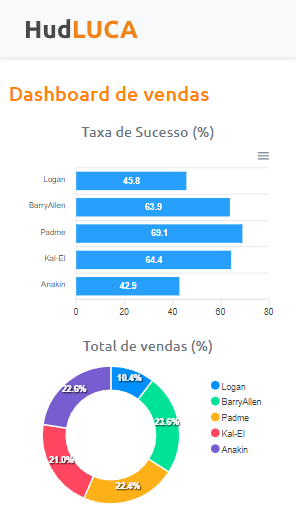 HudLUCA
Dashboard de vendas
Taxa de Sucesso (%)
Logan
45.8
BarryAllen
63.9
Padme
69.1
Kal-El
64.4
Anakin
42.9
0 20 40 60 80
Total de vendas (%)
22.6%
10.4%
23.6%
21.0%
22.4%
Logan
BarryAllen
Padme
Kal-El
Anakin